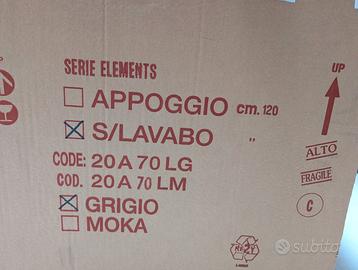 SERIE ELEMENTS
APPOGGIO cm. 120
S/LAVABO "
CODE: 20 A 70 LG
COD. 20 A 70 LM
GRIGIO
MOKA
UP
ALTO
FRAGILE
C
subito